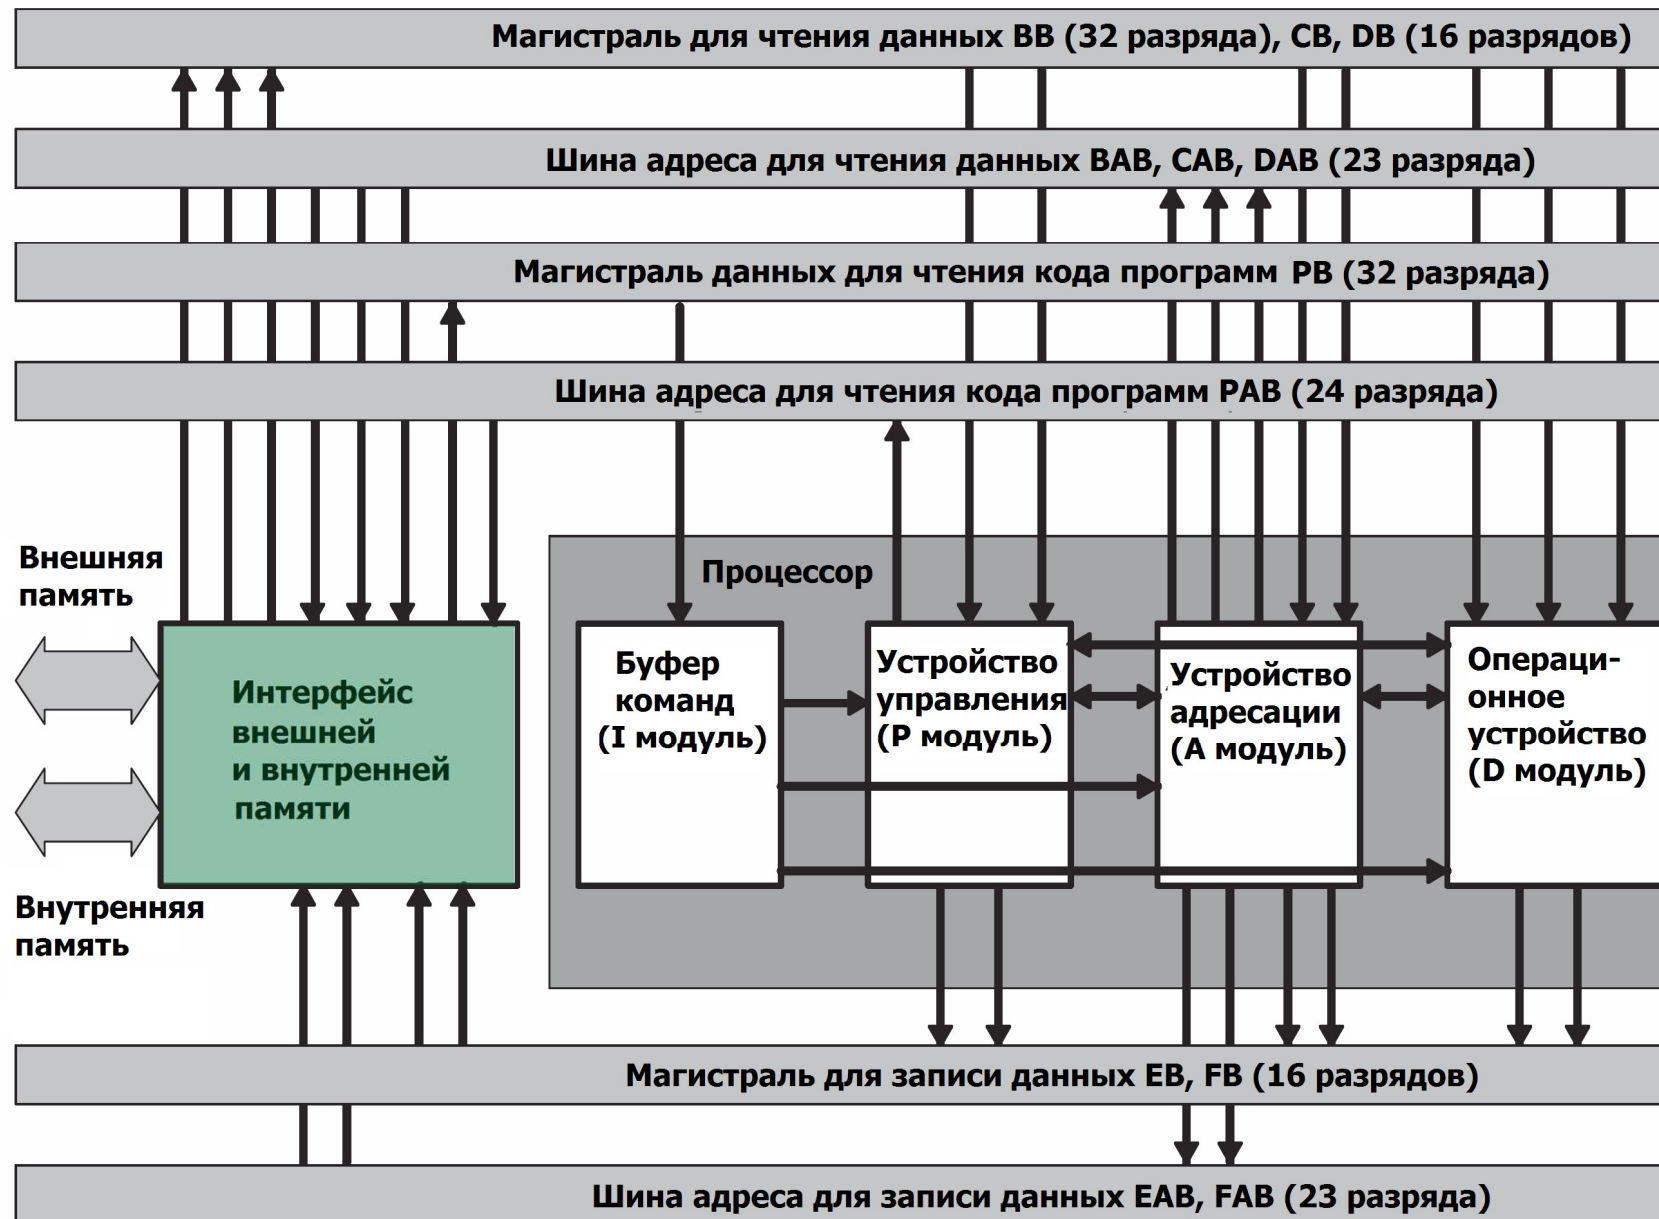 Магистраль для чтения данных BB (32 разряда), CB, DB (16 разрядов)
Шина адреса для чтения данных BAB, CAB, DAB (23 разряда)
Магистраль данных для чтения кода программ PB (32 разряда)
Шина адреса для чтения кода программ PAB (24 разряда)
Внешняя
память
Процессор
Интерфейс
внешней
и внутренней
памяти
Буфер
команд
(I модуль)
Устройство
управления
(P модуль)
Устройство
адресации
(A модуль)
Операци-
онное
устройство
(D модуль)
Внутренняя
память
Магистраль для записи данных EB, FB (16 разрядов)
Шина адреса для записи данных EAB, FAB (23 разряда)